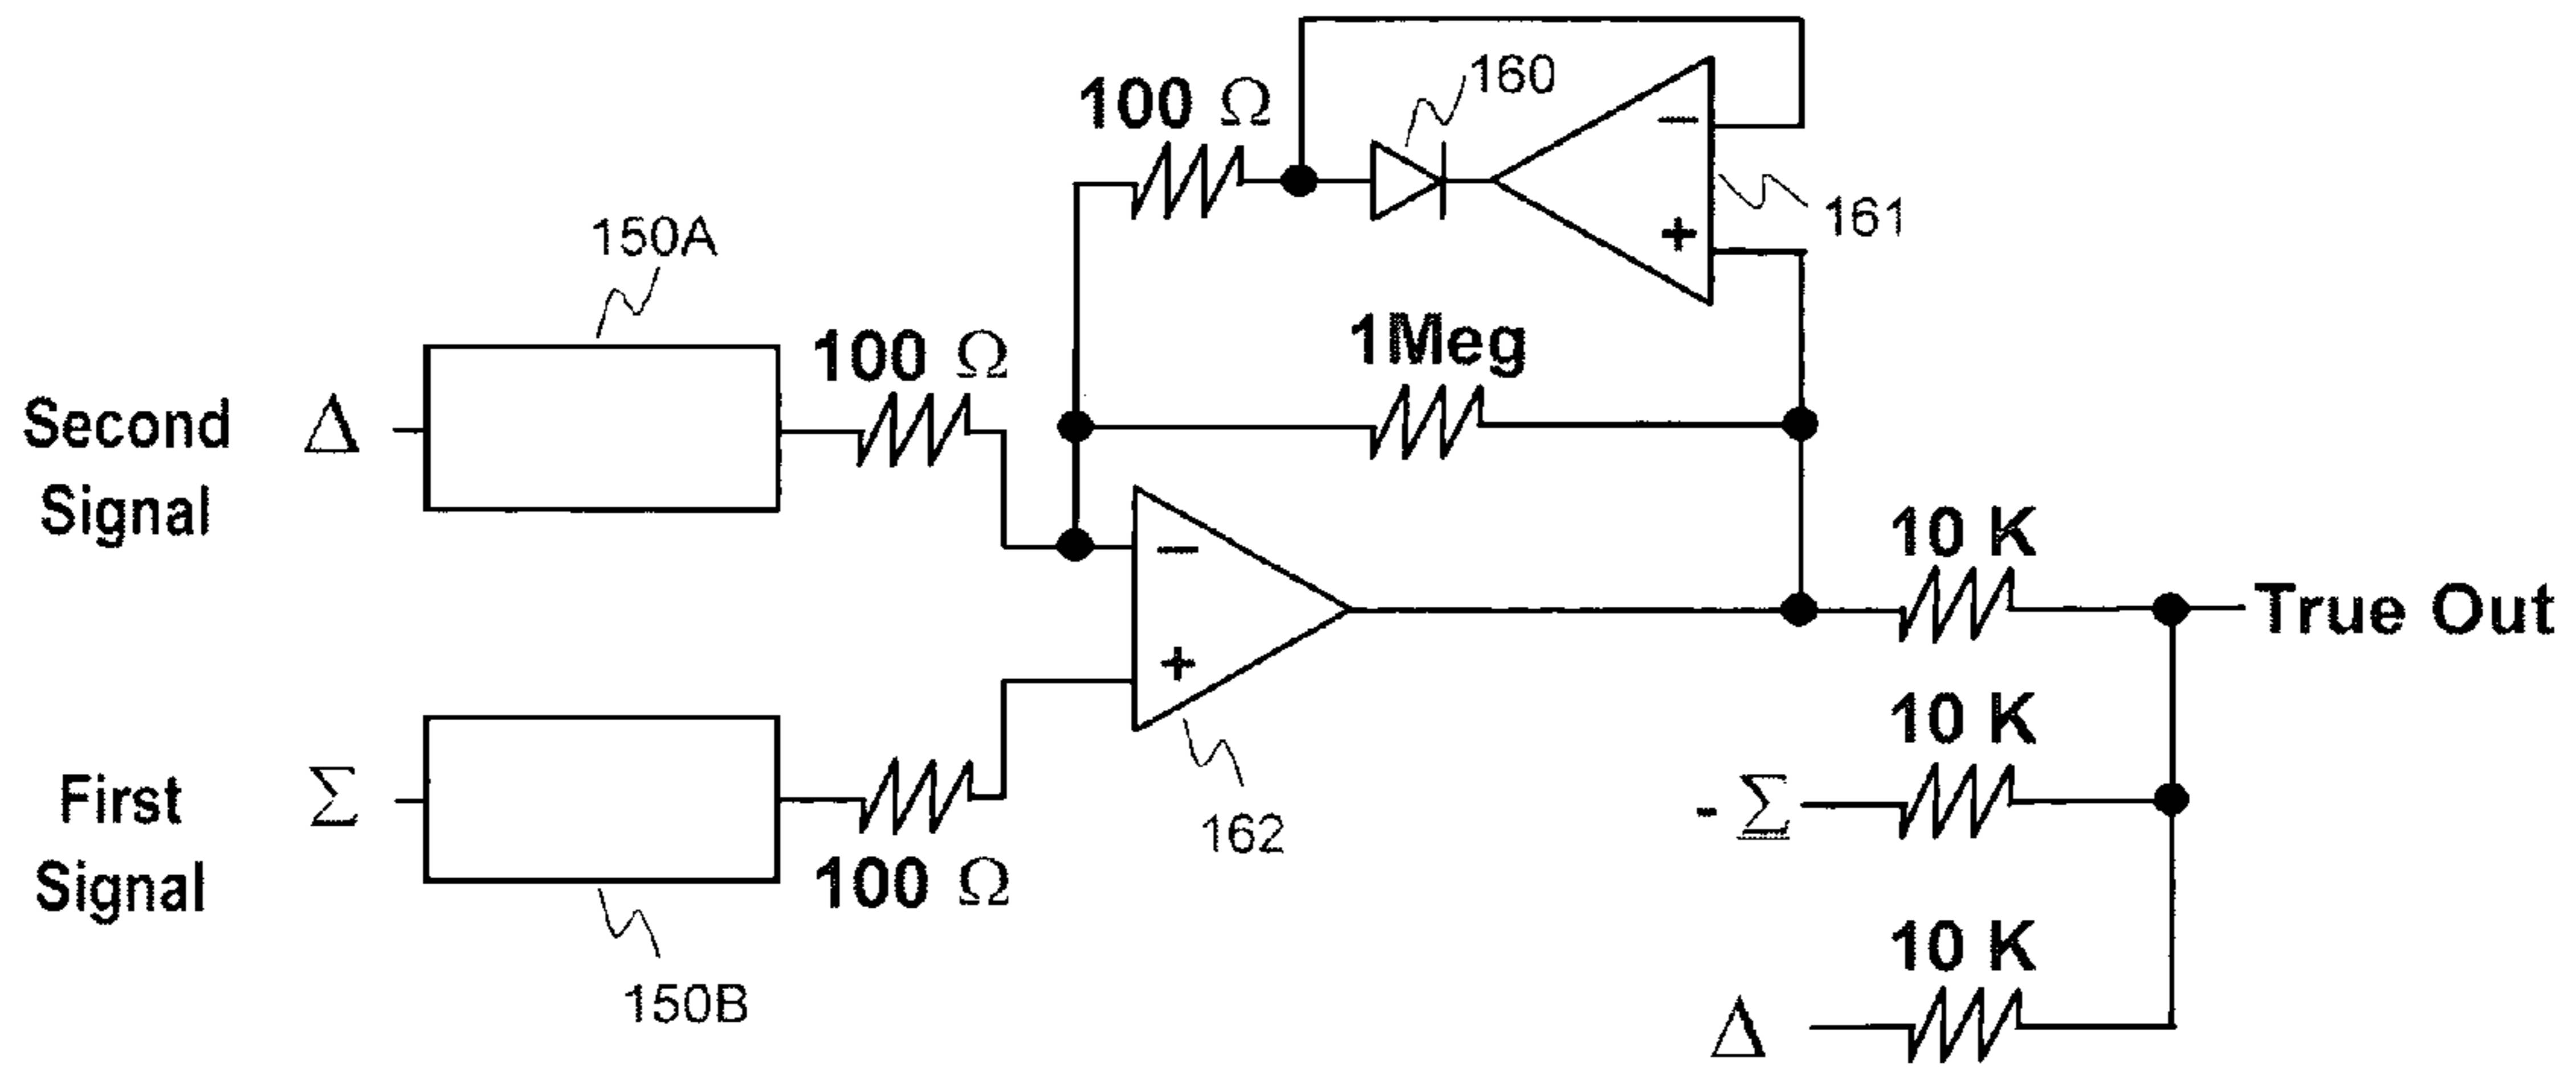 100 Ω
160
−
+
161
150A
100 Ω
1Meg
Second
Signal
Δ
−
+
162
10 K
True Out
10 K
- Σ
First
Signal
Σ
100 Ω
150B
10 K
Δ